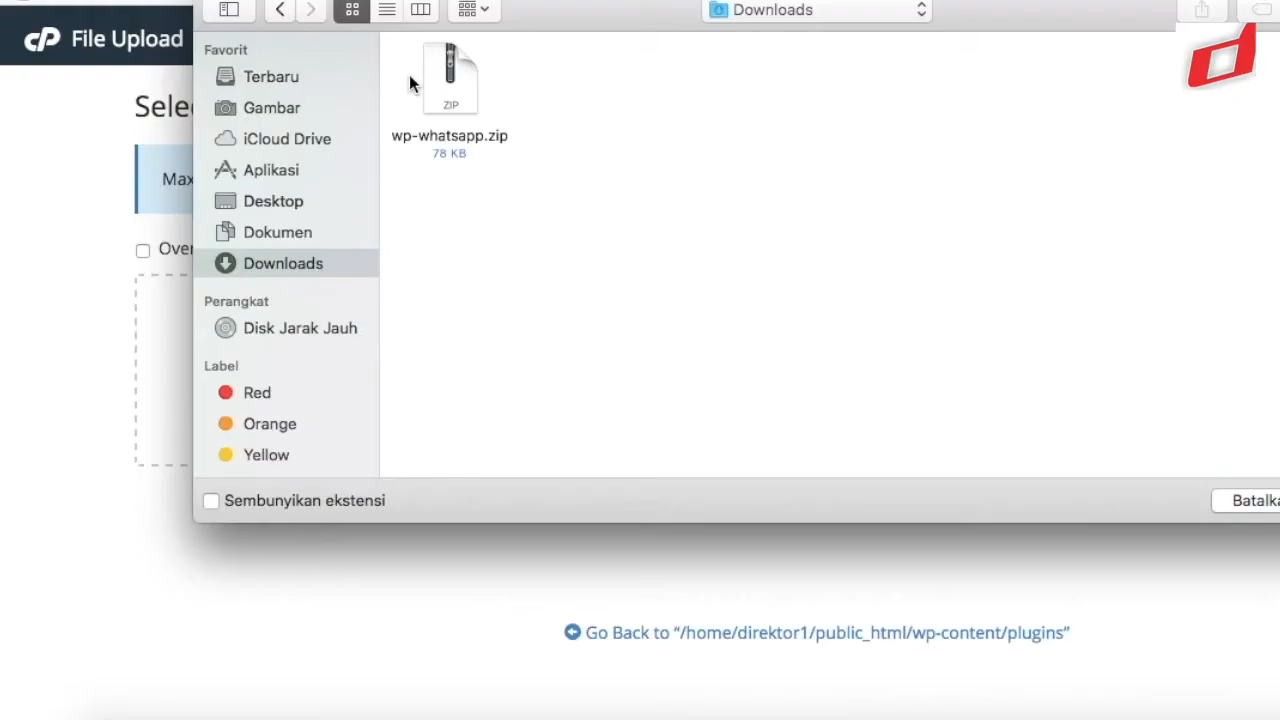 File Upload
Downloads
Favorit
Terbaru
Gambar
iCloud Drive
Aplikasi
Desktop
Dokumen
Downloads
Perangkat
Disk Jarak Jauh
Label
Red
Orange
Yellow
ZIP
wp-whatsapp.zip
78 KB
Sembunyikan ekstensi
Batalka
Selec
Max
Over
Go Back to “/home/direktor1/public_html/wp-content/plugins”